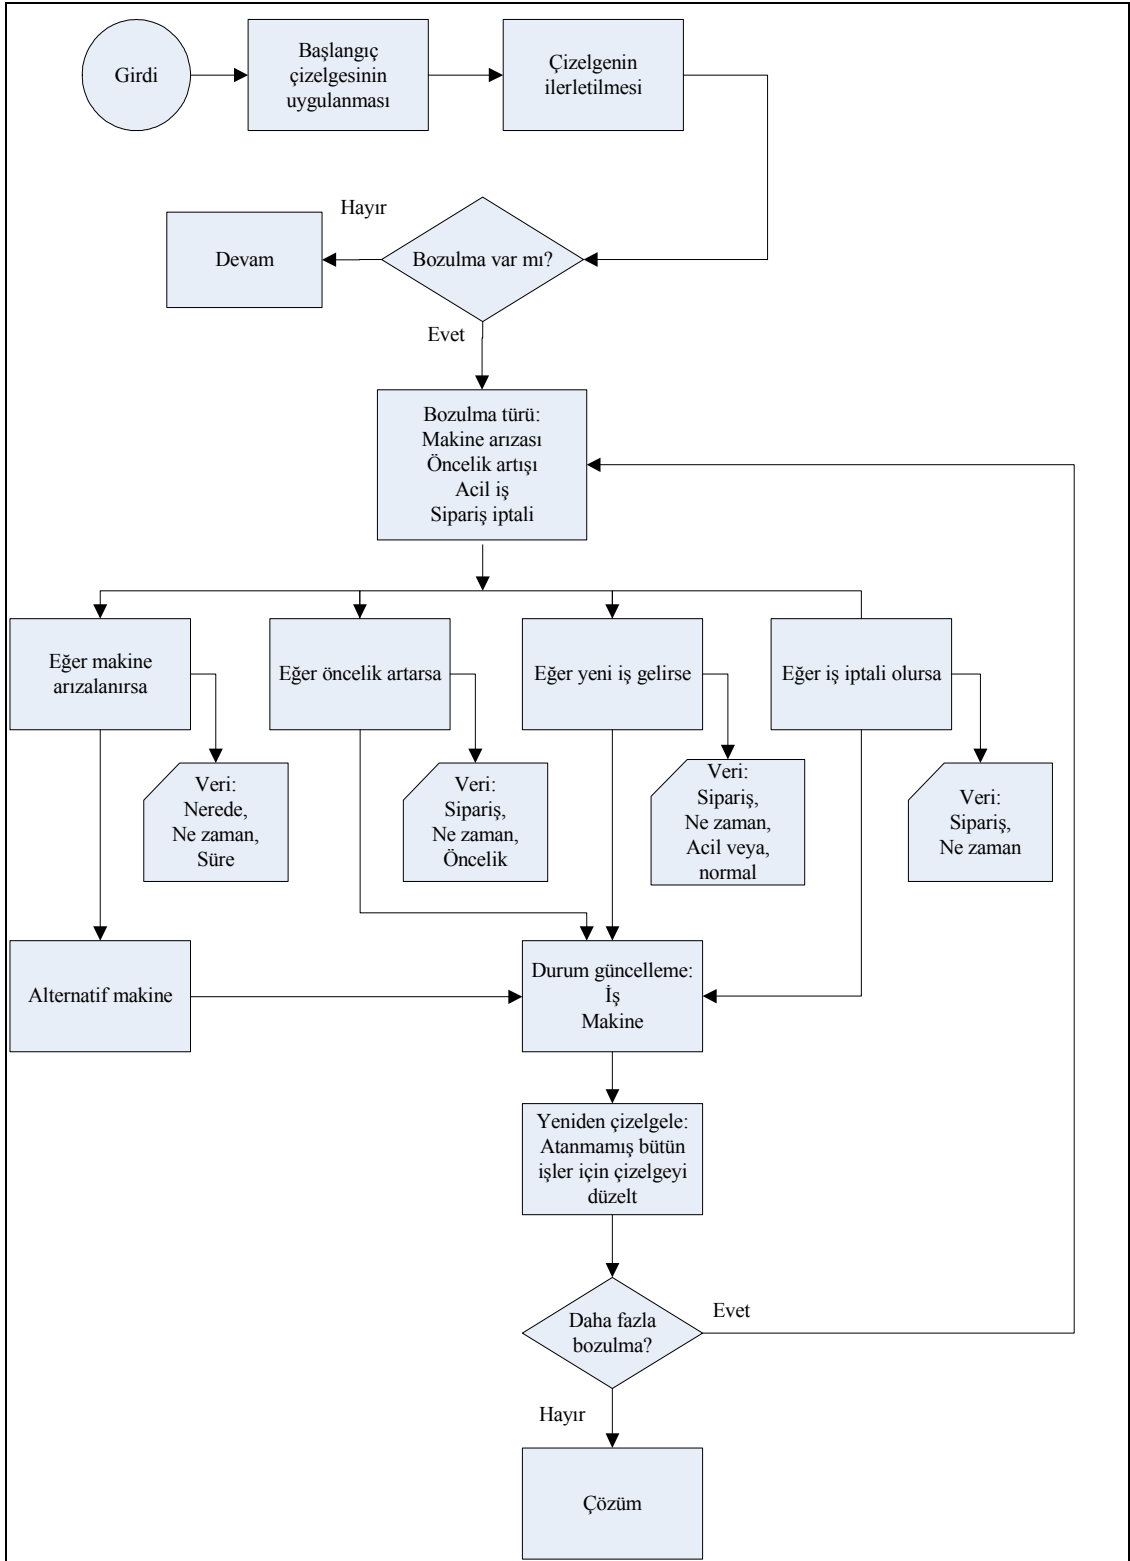 Girdi
Başlangıç
çizelgesinin
uygulanması
Çizelgenin
ilerletilmesi
Hayır
Devam
Bozulma var mı?
Evet
Bozulma türü:
Makine arızası
Öncelik artışı
Acil iş
Sipariş iptali
Eğer makine
arızalanırsa
Eğer öncelik artarsa
Eğer yeni iş gelirse
Eğer iş iptali olursa
Veri:
Nerede,
Ne zaman,
Süre
Veri:
Sipariş,
Ne zaman,
Öncelik
Veri:
Sipariş,
Ne zaman,
Acil veya,
normal
Veri:
Sipariş,
Ne zaman
Alternatif makine
Durum güncelleme:
İş
Makine
Yeniden çizelgele:
Atanmamış bütün
işler için çizelgeyi
düzelt
Daha fazla
bozulma?
Evet
Hayır
Çözüm